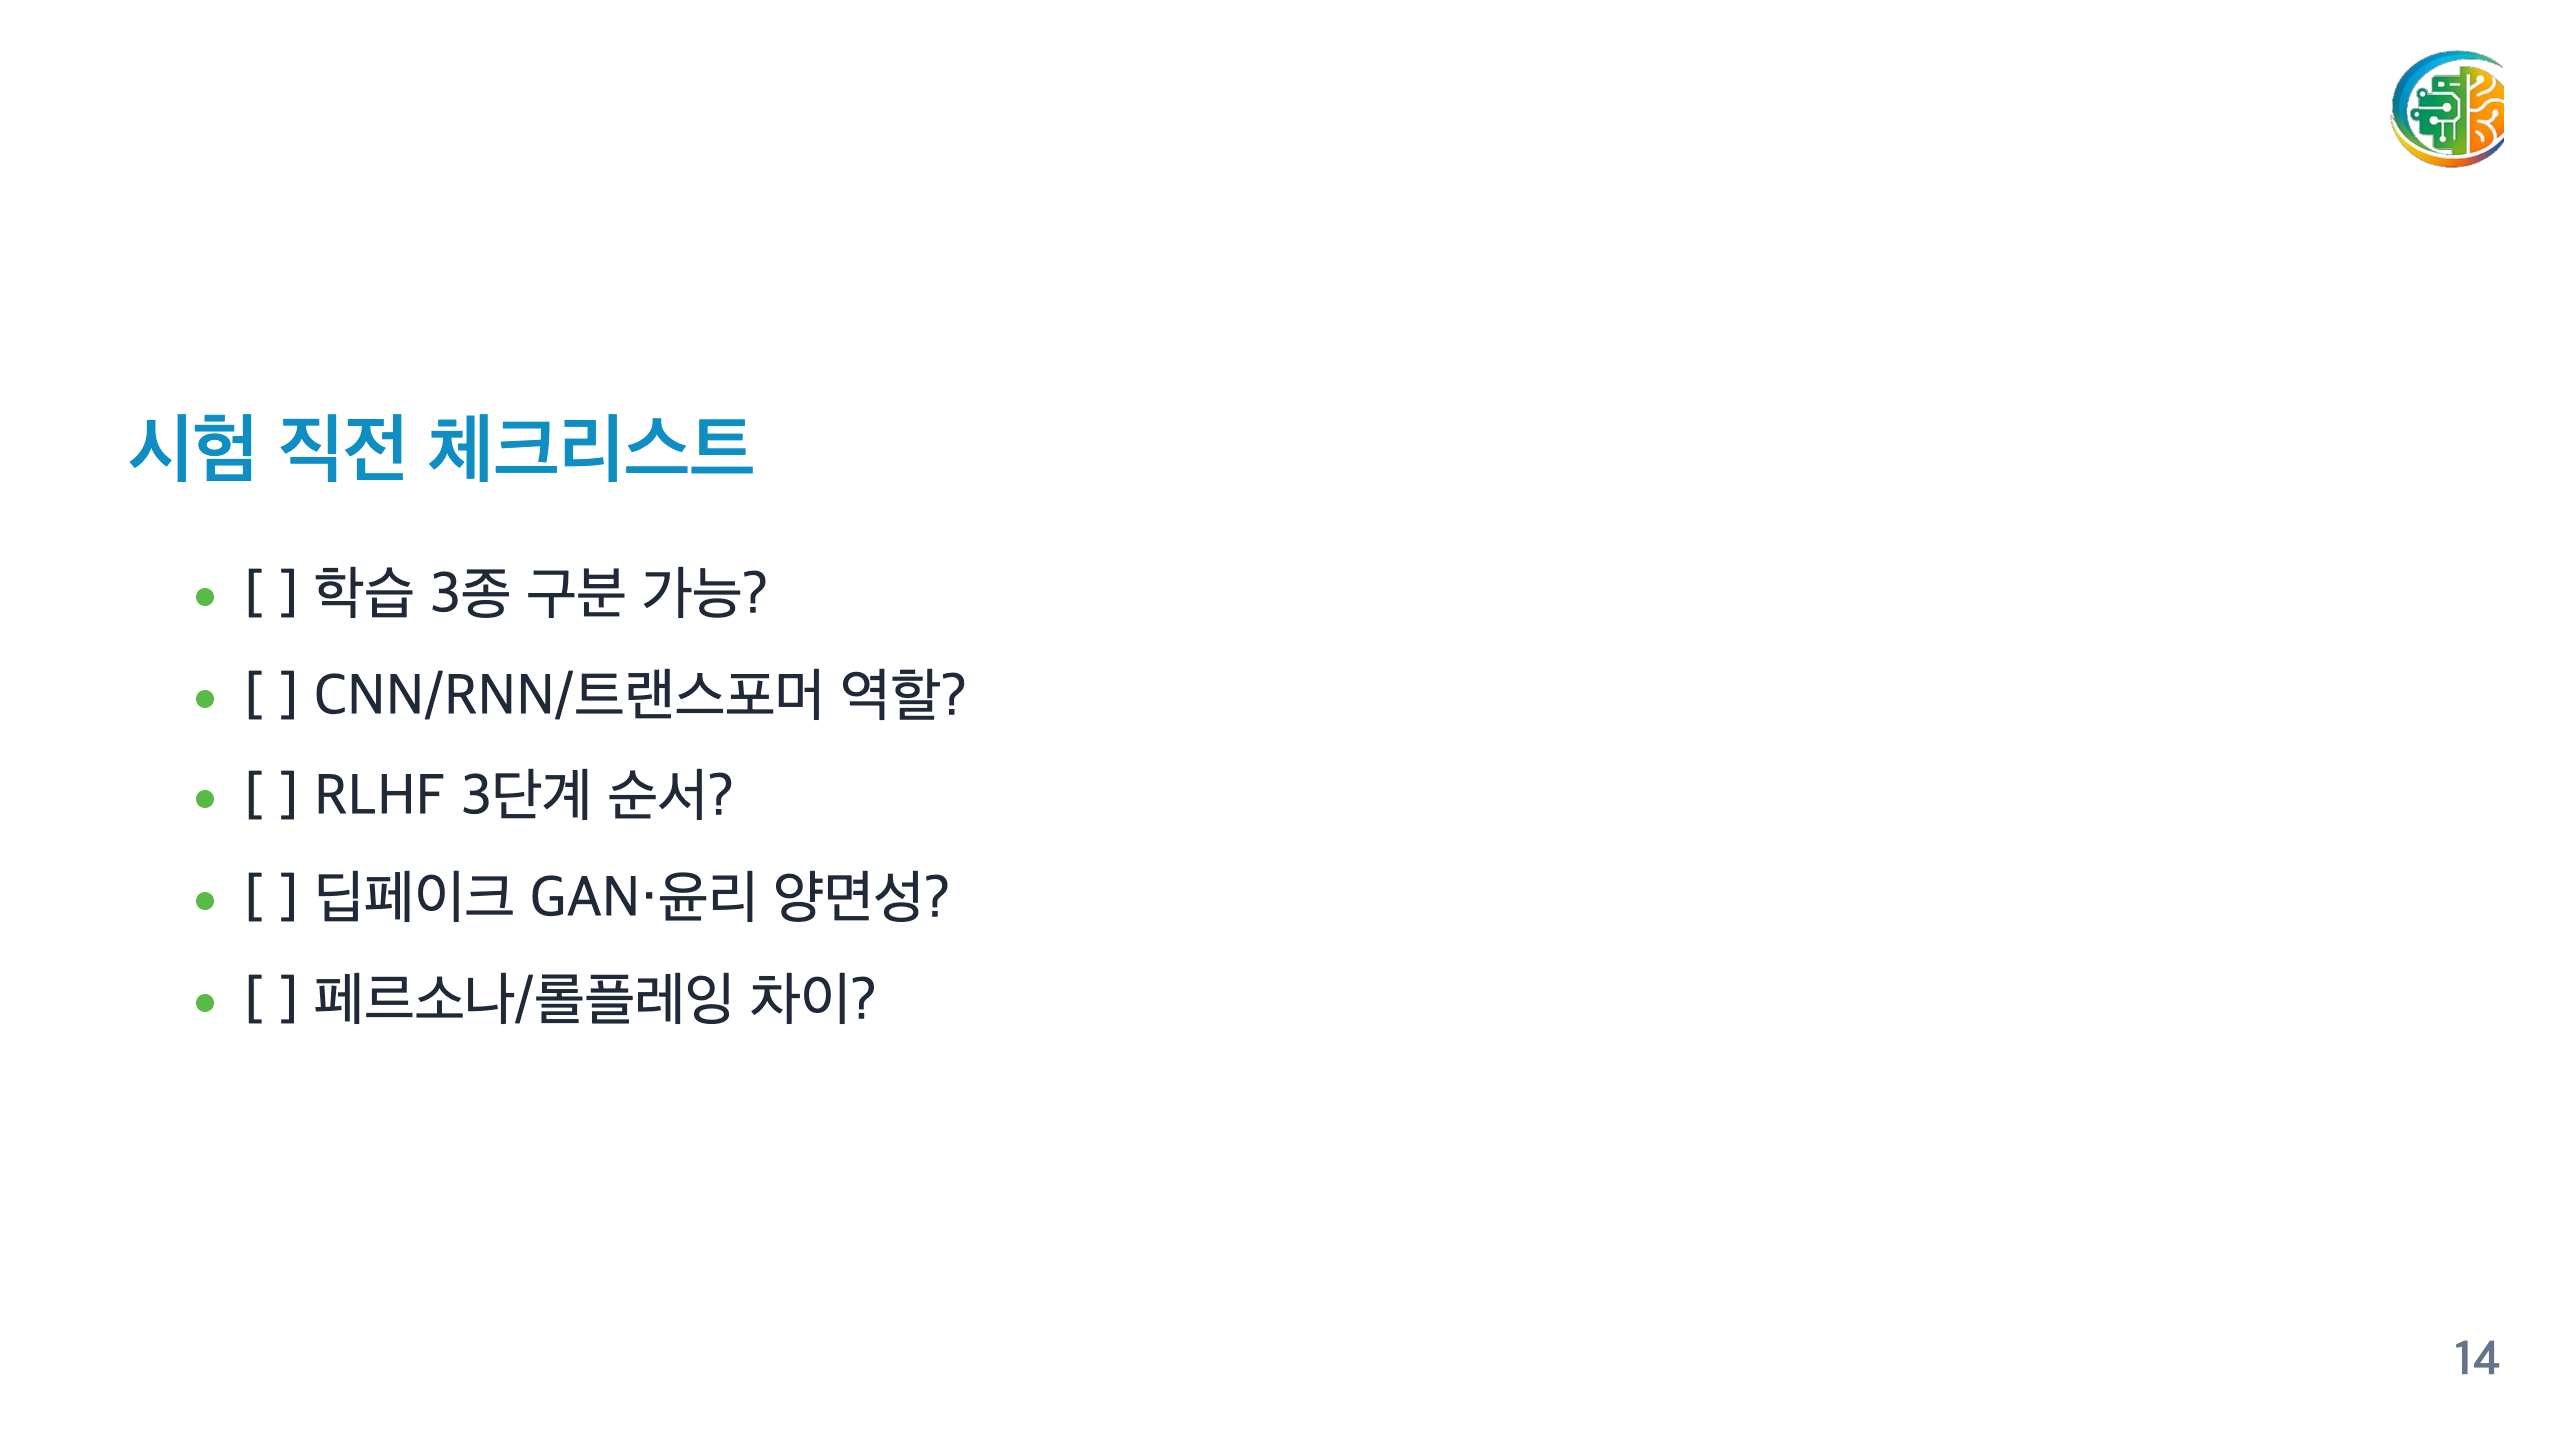 시험 직전 체크리스트
• [ ] 학습 3종 구분 가능?
• [ ] CNN/RNN/트랜스포머 역할?
• [ ] RLHF 3단계 순서?
• [ ] 딥페이크 GAN·윤리 양면성?
• [ ] 페르소나/롤플레잉 차이?
14